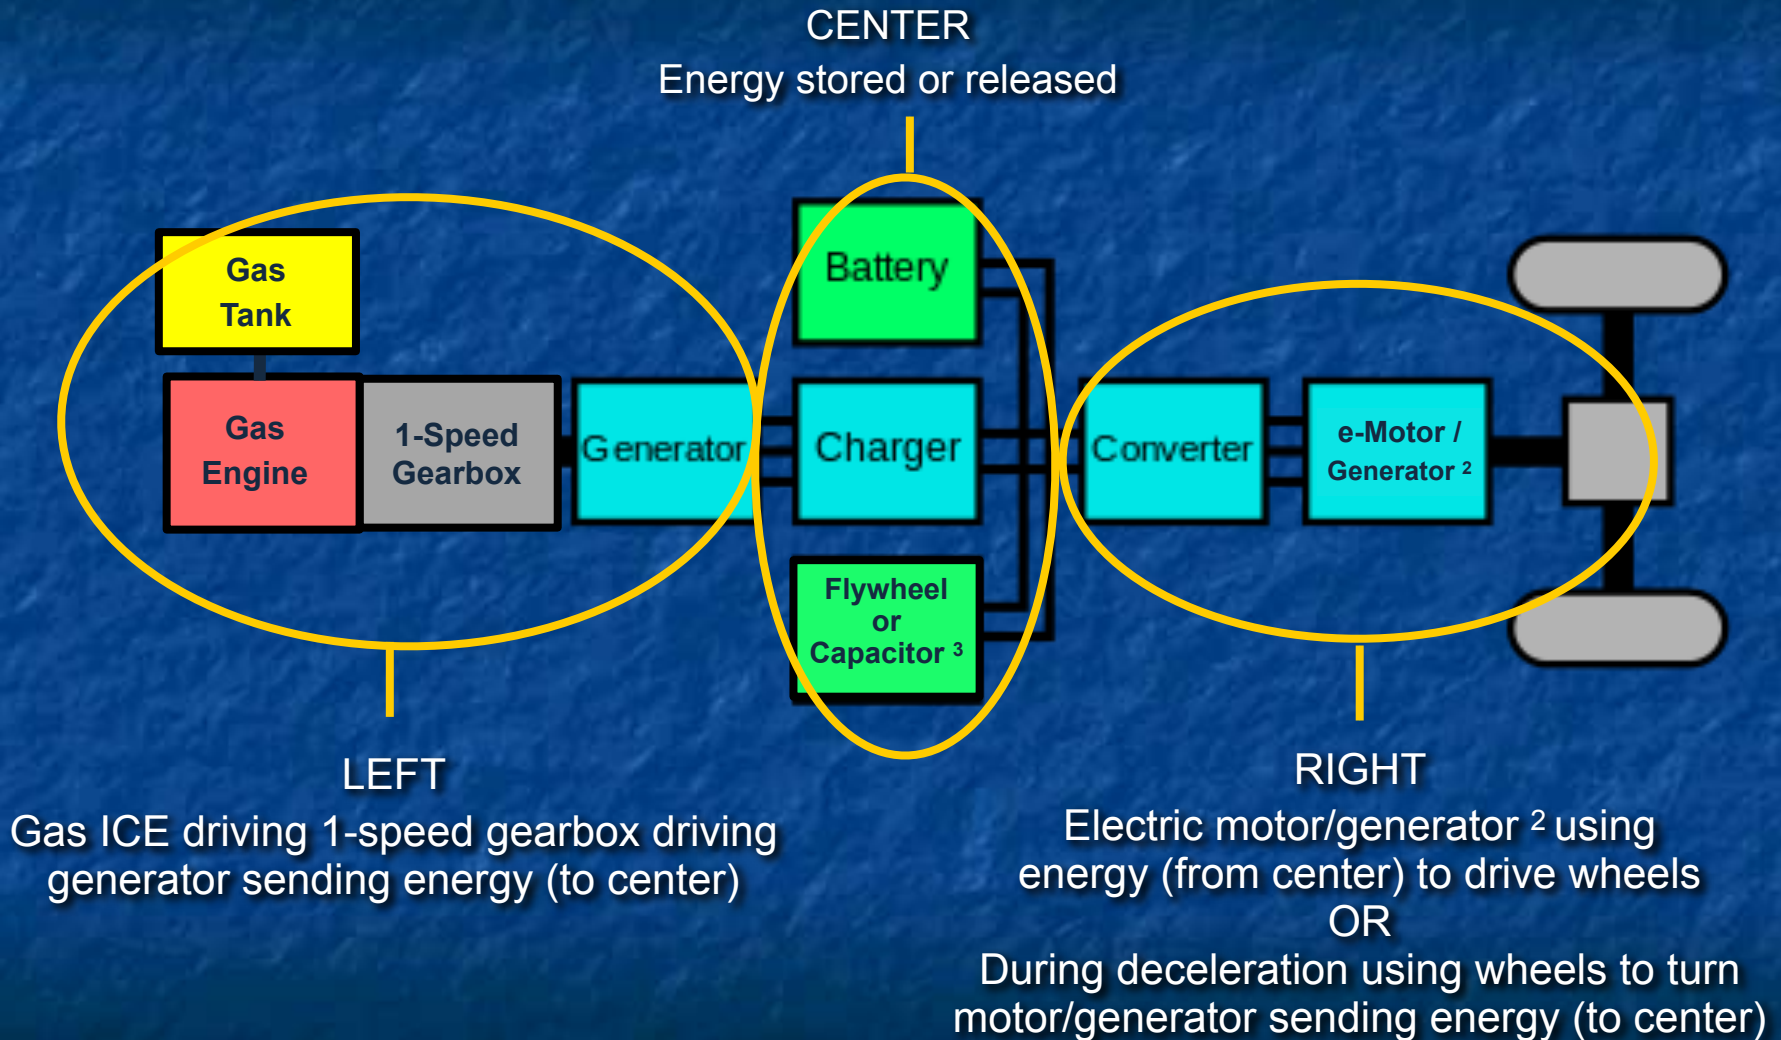 CENTER
Energy stored or released
Gas
Tank
Gas
Engine
1-Speed
Gearbox
Generator
Battery
Charger
Flywheel
or
Capacitor ³
Converter
e-Motor /
Generator ²
LEFT
Gas ICE driving 1-speed gearbox driving
generator sending energy (to center)
RIGHT
Electric motor/generator ² using
energy (from center) to drive wheels
OR
During deceleration using wheels to turn
motor/generator sending energy (to center)